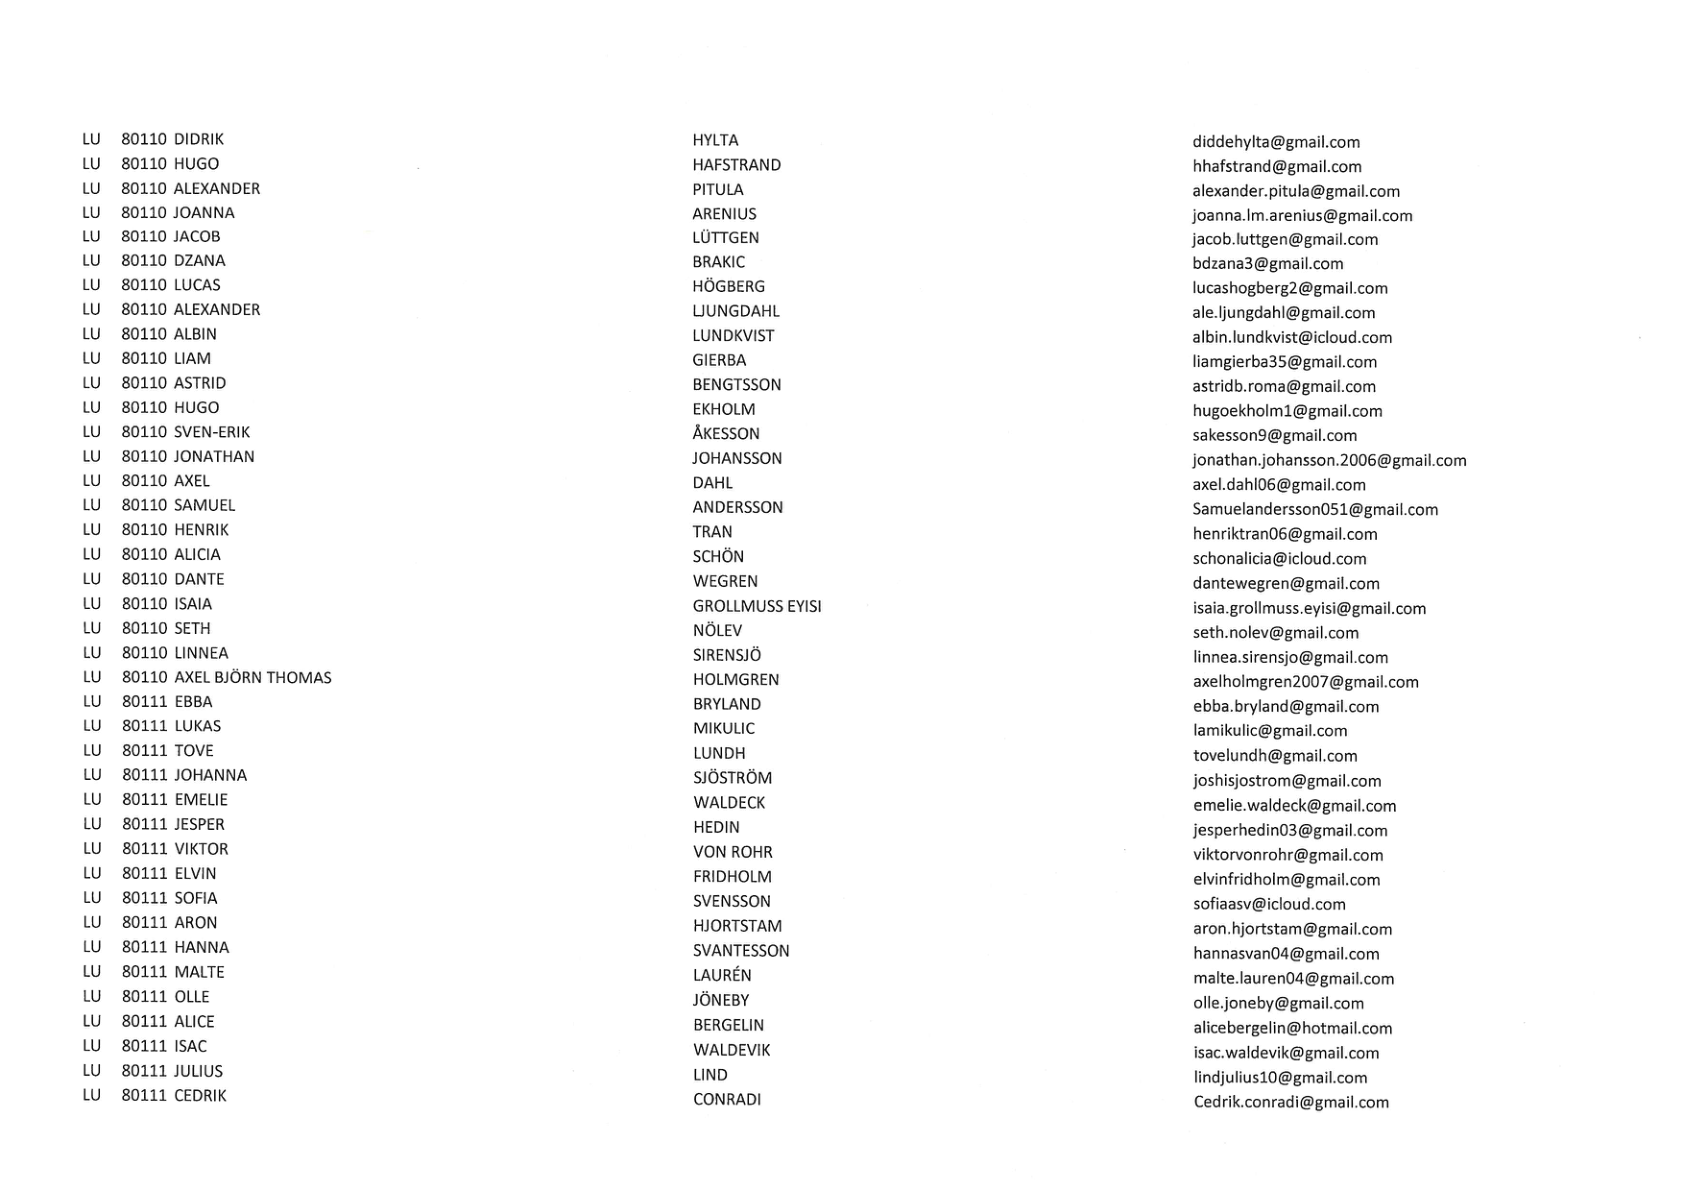 LU 80110 DIDRIK HYLTA diddehylta@gmail.com
LU 80110 HUGO HAFSTRAND hhafstrand@gmail.com
LU 80110 ALEXANDER PITULA alexander.pitula@gmail.com
LU 80110 JOANNA ARENIUS joanna.lm.arenius@gmail.com
LU 80110 JACOB LÜTTGEN jacob.luttgen@gmail.com
LU 80110 DZANA BRAKIC bdzana3@gmail.com
LU 80110 LUCAS HÖGBERG lucashogberg2@gmail.com
LU 80110 ALEXANDER LJUNGDAHL ale.ljungdahl@gmail.com
LU 80110 ALBIN LUNDKVIST albin.lundkvist@icloud.com
LU 80110 LIAM GIERBA liamgierba35@gmail.com
LU 80110 ASTRID BENGTSSON astridb.roma@gmail.com
LU 80110 HUGO EKHOLM hugoekholm1@gmail.com
LU 80110 SVEN-ERIK ÅKESSON sakesson9@gmail.com
LU 80110 JONATHAN JOHANSSON jonathan.johansson.2006@gmail.com
LU 80110 AXEL DAHL axel.dahl06@gmail.com
LU 80110 SAMUEL ANDERSSON Samuelandersson051@gmail.com
LU 80110 HENRIK TRAN henriktran06@gmail.com
LU 80110 ALICIA SCHÖN schonalicia@icloud.com
LU 80110 DANTE WEGREN dantewegren@gmail.com
LU 80110 ISAIA GROLLMUSS EYISI isaia.grollmuss.eyisi@gmail.com
LU 80110 SETH NÖLEV seth.nolev@gmail.com
LU 80110 LINNEA SIRENSJÖ linnea.sirensjo@gmail.com
LU 80110 AXEL BJÖRN THOMAS HOLMGREN axelholmgren2007@gmail.com
LU 80111 EBBA BRYLAND ebba.bryland@gmail.com
LU 80111 LUKAS MIKULIC lamikulic@gmail.com
LU 80111 TOVE LUNDH tovelundh@gmail.com
LU 80111 JOHANNA SJÖSTRÖM joshisjostrom@gmail.com
LU 80111 EMELIE WALDECK emelie.waldeck@gmail.com
LU 80111 JESPER HEDIN jesperhedin03@gmail.com
LU 80111 VIKTOR VON ROHR viktorvonrohr@gmail.com
LU 80111 ELVIN FRIDHOLM elvinfridholm@gmail.com
LU 80111 SOFIA SVENSSON sofiaasv@icloud.com
LU 80111 ARON HJORTSTAM aron.hjortstam@gmail.com
LU 80111 HANNA SVANTESSON hannasvan04@gmail.com
LU 80111 MALTE LAURÉN malte.lauren04@gmail.com
LU 80111 OLLE JÖNEBY olle.joneby@gmail.com
LU 80111 ALICE BERGELIN alicebergelin@hotmail.com
LU 80111 ISAC WALDEVIK isac.waldevik@gmail.com
LU 80111 JULIUS LIND lindjulius10@gmail.com
LU 80111 CEDRIK CONRADI Cedrik.conradi@gmail.com